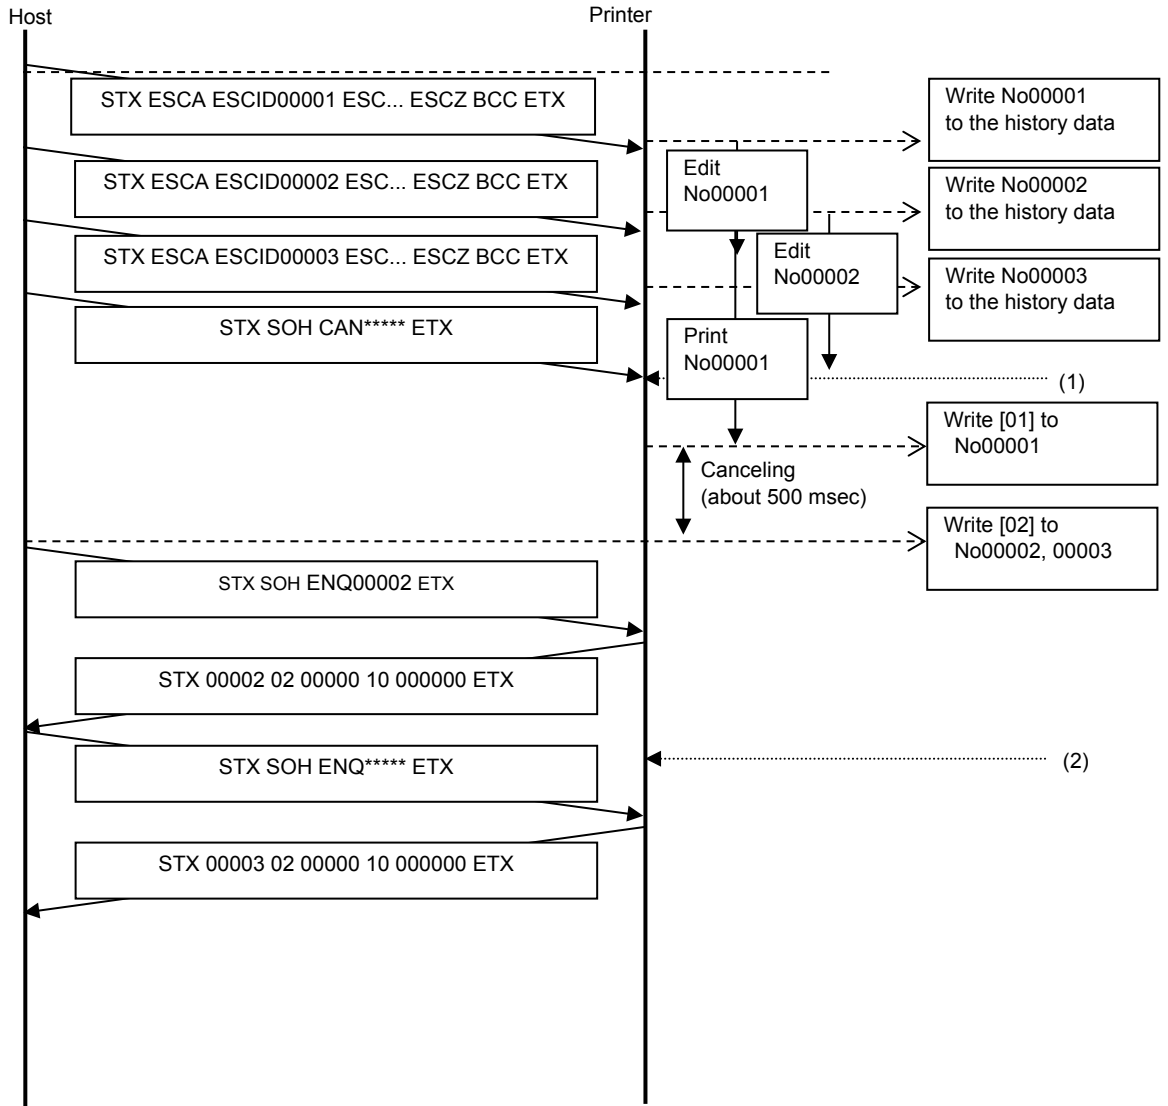 Host
Printer
STX ESCA ESCID00001 ESC... ESCZ BCC ETX
Write No00001
to the history data
STX ESCA ESCID00002 ESC... ESCZ BCC ETX
Edit
No00001
Write No00002
to the history data
STX ESCA ESCID00003 ESC... ESCZ BCC ETX
Edit
No00002
Write No00003
to the history data
STX SOH CAN***** ETX
Print
No00001
(1)
Write [01] to
No00001
Canceling
(about 500 msec)
Write [02] to
No00002, 00003
STX SOH ENQ00002 ETX
STX 00002 02 00000 10 000000 ETX
STX SOH ENQ***** ETX
(2)
STX 00003 02 00000 10 000000 ETX